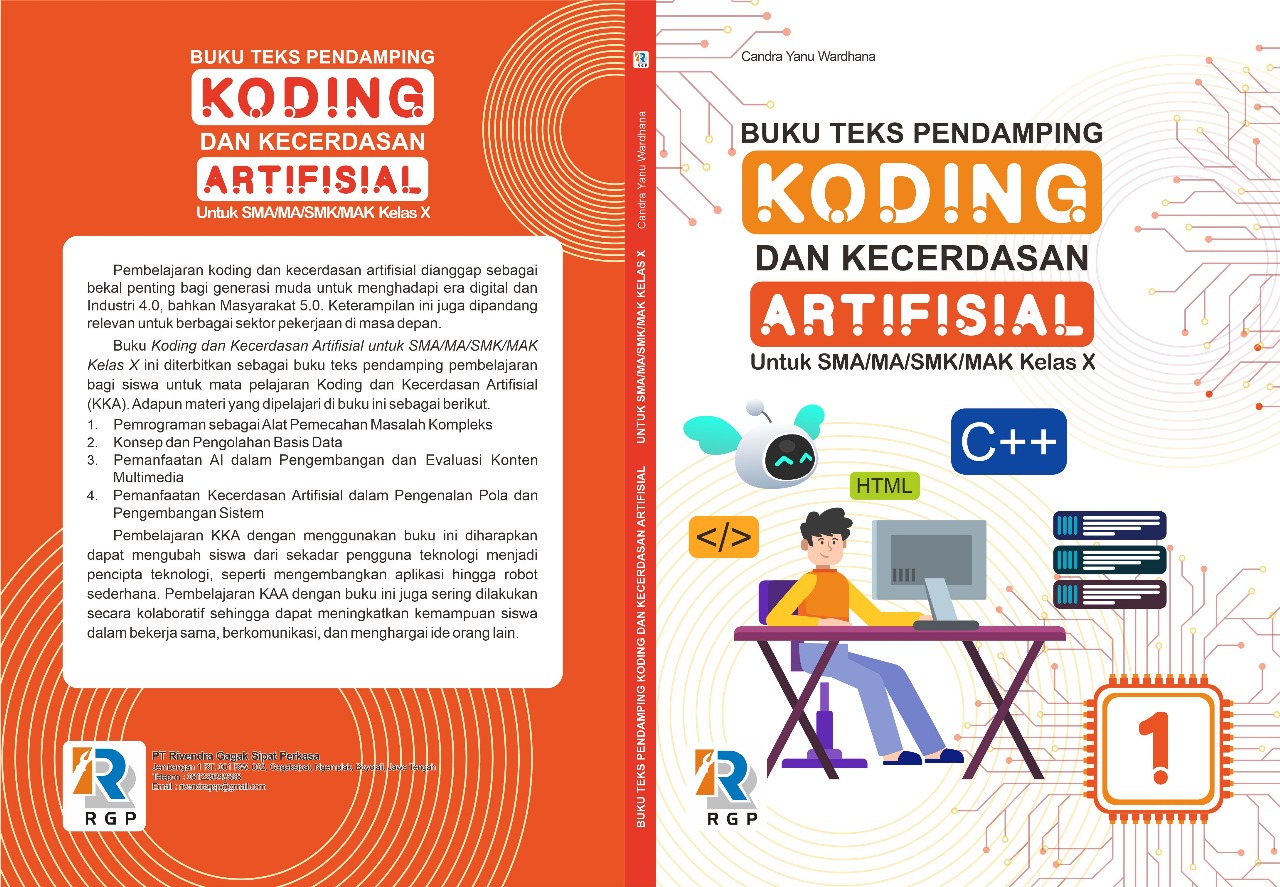 BUKU TEKS PENDAMPING
KODING
DAN KECERDASAN
ARTIFISIAL
Untuk SMA/MA/SMK/MAK Kelas X
Pembelajaran koding dan kecerdasan artifisial dianggap sebagai
bekal penting bagi generasi muda untuk menghadapi era digital dan
Industri 4.0, bahkan Masyarakat 5.0. Keterampilan ini juga dipandang
relevan untuk berbagai sektor pekerjaan di masa depan.
Buku Koding dan Kecerdasan Artifisial untuk SMA/MA/SMK/MAK
Kelas X ini diterbitkan sebagai buku teks pendamping pembelajaran
bagi siswa untuk mata pelajaran Koding dan Kecerdasan Artifisial
(KKA). Adapun materi yang dipelajari di buku ini sebagai berikut.
1. Pemrograman sebagai Alat Pemecahan Masalah Kompleks
2. Konsep dan Pengolahan Basis Data
3. Pemanfaatan AI dalam Pengembangan dan Evaluasi Konten
Multimedia
4. Pemanfaatan Kecerdasan Artifisial dalam Pengenalan Pola dan
Pengembangan Sistem
Pembelajaran KKA dengan menggunakan buku ini diharapkan
dapat mengubah siswa dari sekadar pengguna teknologi menjadi
pencipta teknologi, seperti mengembangkan aplikasi hingga robot
sederhana. Pembelajaran KAA dengan buku ini juga sering dilakukan
secara kolaboratif sehingga dapat meningkatkan kemampuan siswa
dalam bekerja sama, berkomunikasi, dan menghargai ide orang lain.
RGP
PT Rivendra Gagak Sipat Perkasa
Jawa Tengah
Telepon :
Email :
RGP
Candra Yanu Wardhana
UNTUK SMA/MA/SMK/MAK KELAS X
BUKU TEKS PENDAMPING KODING DAN KECERDASAN ARTIFISIAL
Candra Yanu Wardhana
BUKU TEKS PENDAMPING
KODING
DAN KECERDASAN
ARTIFISIAL
Untuk SMA/MA/SMK/MAK Kelas X
C++
HTML
</>
1
RGP